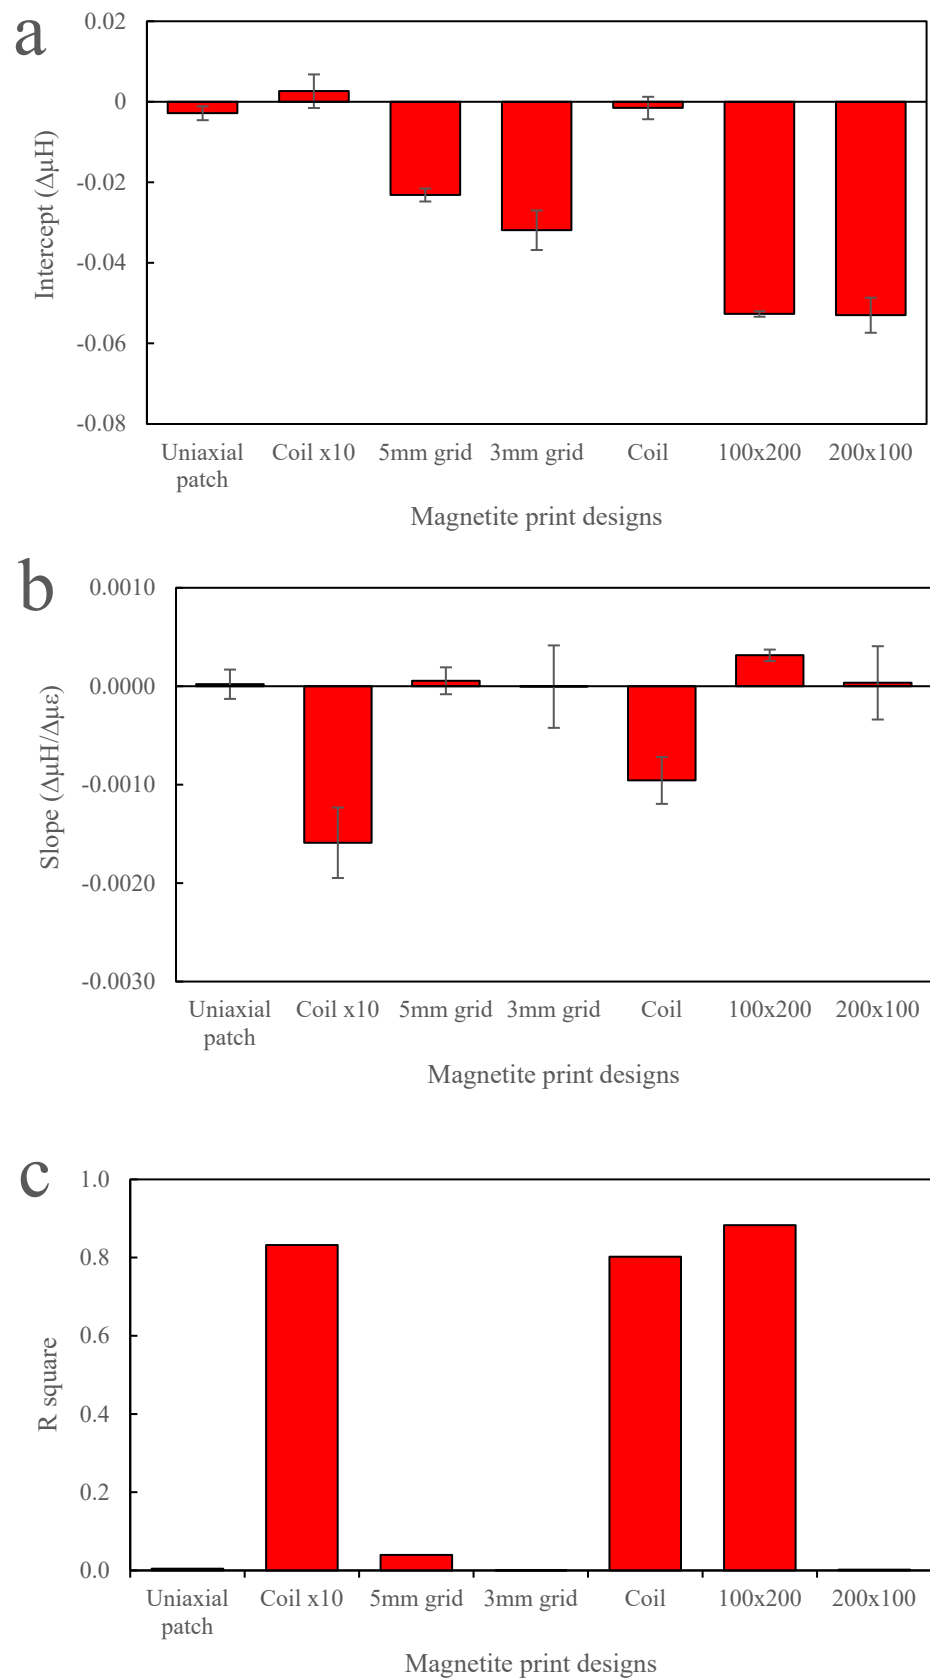 a
0.02
0
-0.02
-0.04
-0.06
-0.08
Intercept (ΔµH)
Uniaxial patch
Coil x10
5mm grid
3mm grid
Coil
100x200
200x100
Magnetite print designs
b
0.0010
0.0000
-0.0010
-0.0020
-0.0030
Slope (ΔµH/Δµε)
Uniaxial patch
Coil x10
5mm grid
3mm grid
Coil
100x200
200x100
Magnetite print designs
c
1.0
0.8
0.6
0.4
0.2
0.0
R square
Uniaxial patch
Coil x10
5mm grid
3mm grid
Coil
100x200
200x100
Magnetite print designs